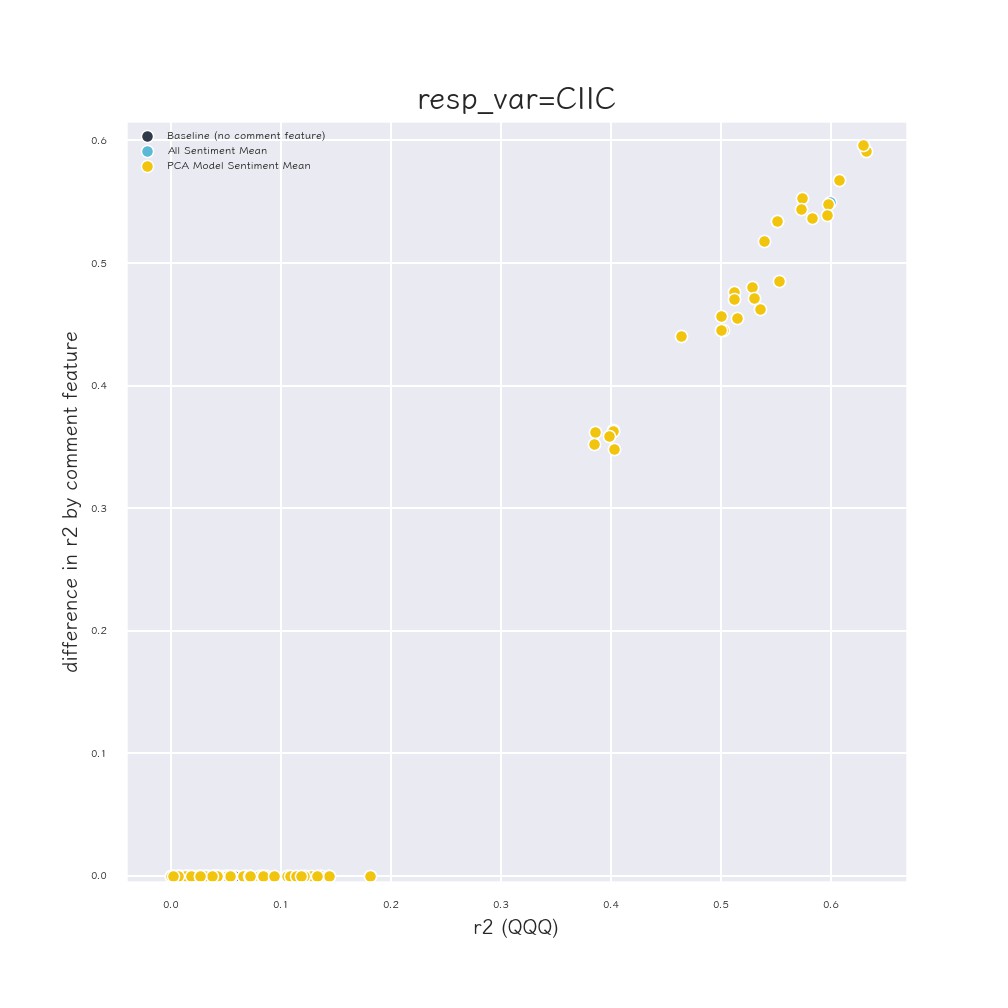 resp_var=CIIC
Baseline (no comment feature)
All Sentiment Mean
PCA Model Sentiment Mean
0.6
0.5
0.4
0.3
0.2
0.1
0.0
difference in r2 by comment feature
0.0 0.1 0.2 0.3 0.4 0.5 0.6
r2 (QQQ)